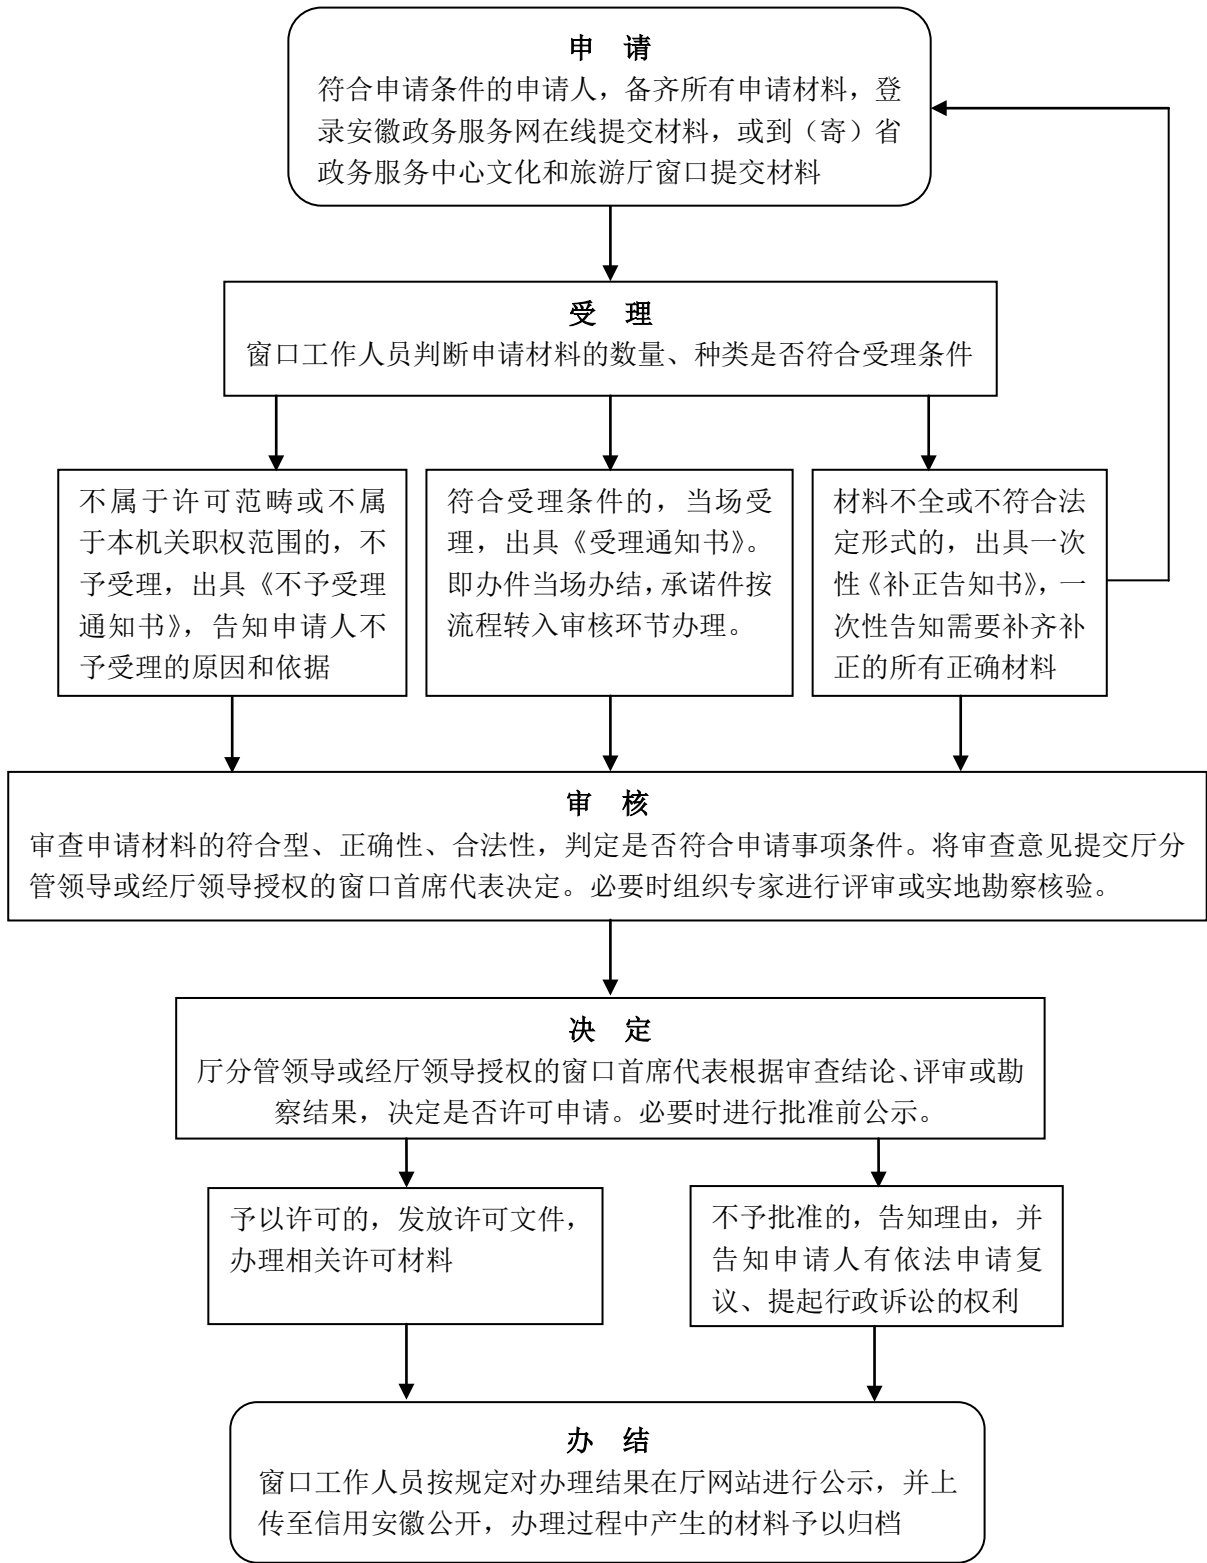 申 请
符合申请条件的申请人，备齐所有申请材料，登
录安徽政务服务网在线提交材料，或到（寄）省
政务服务中心文化和旅游厅窗口提交材料
受 理
窗口工作人员判断申请材料的数量、种类是否符合受理条件
不属于许可范畴或不属
于本机关职权范围的，不
予受理，出具《不予受理
通知书》，告知申请人不
予受理的原因和依据
符合受理条件的，当场受
理，出具《受理通知书》。
即办件当场办结，承诺件按
流程转入审核环节办理。
材料不全或不符合法
定形式的，出具一次
性《补正告知书》，一
次性告知需要补齐补
正的所有正确材料
审 核
审查申请材料的符合型、正确性、合法性，判定是否符合申请事项条件。将审查意见提交厅分
管领导或经厅领导授权的窗口首席代表决定。必要时组织专家进行评审或实地勘察核验。
决 定
厅分管领导或经厅领导授权的窗口首席代表根据审查结论、评审或勘
察结果，决定是否许可申请。必要时进行批准前公示。
予以许可的，发放许可文件，
办理相关许可材料
不予批准的，告知理由，并
告知申请人有依法申请复
议、提起行政诉讼的权利
办 结
窗口工作人员按规定对办理结果在厅网站进行公示，并上
传至信用安徽公开，办理过程中产生的材料予以归档